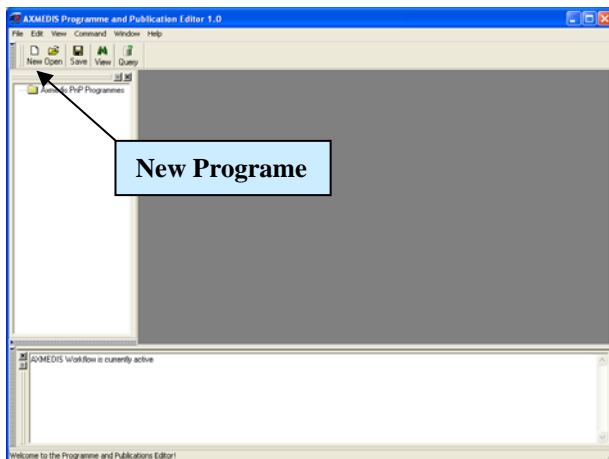 AXMEDIS Programme and Publication Editor 1.0
File Edit View Command Window Help
New Open Save View Query
Axmedis PnP Programmes
New Programe
AXMEDIS Workflow is currently active
Welcome to the Programme and Publications Editor!